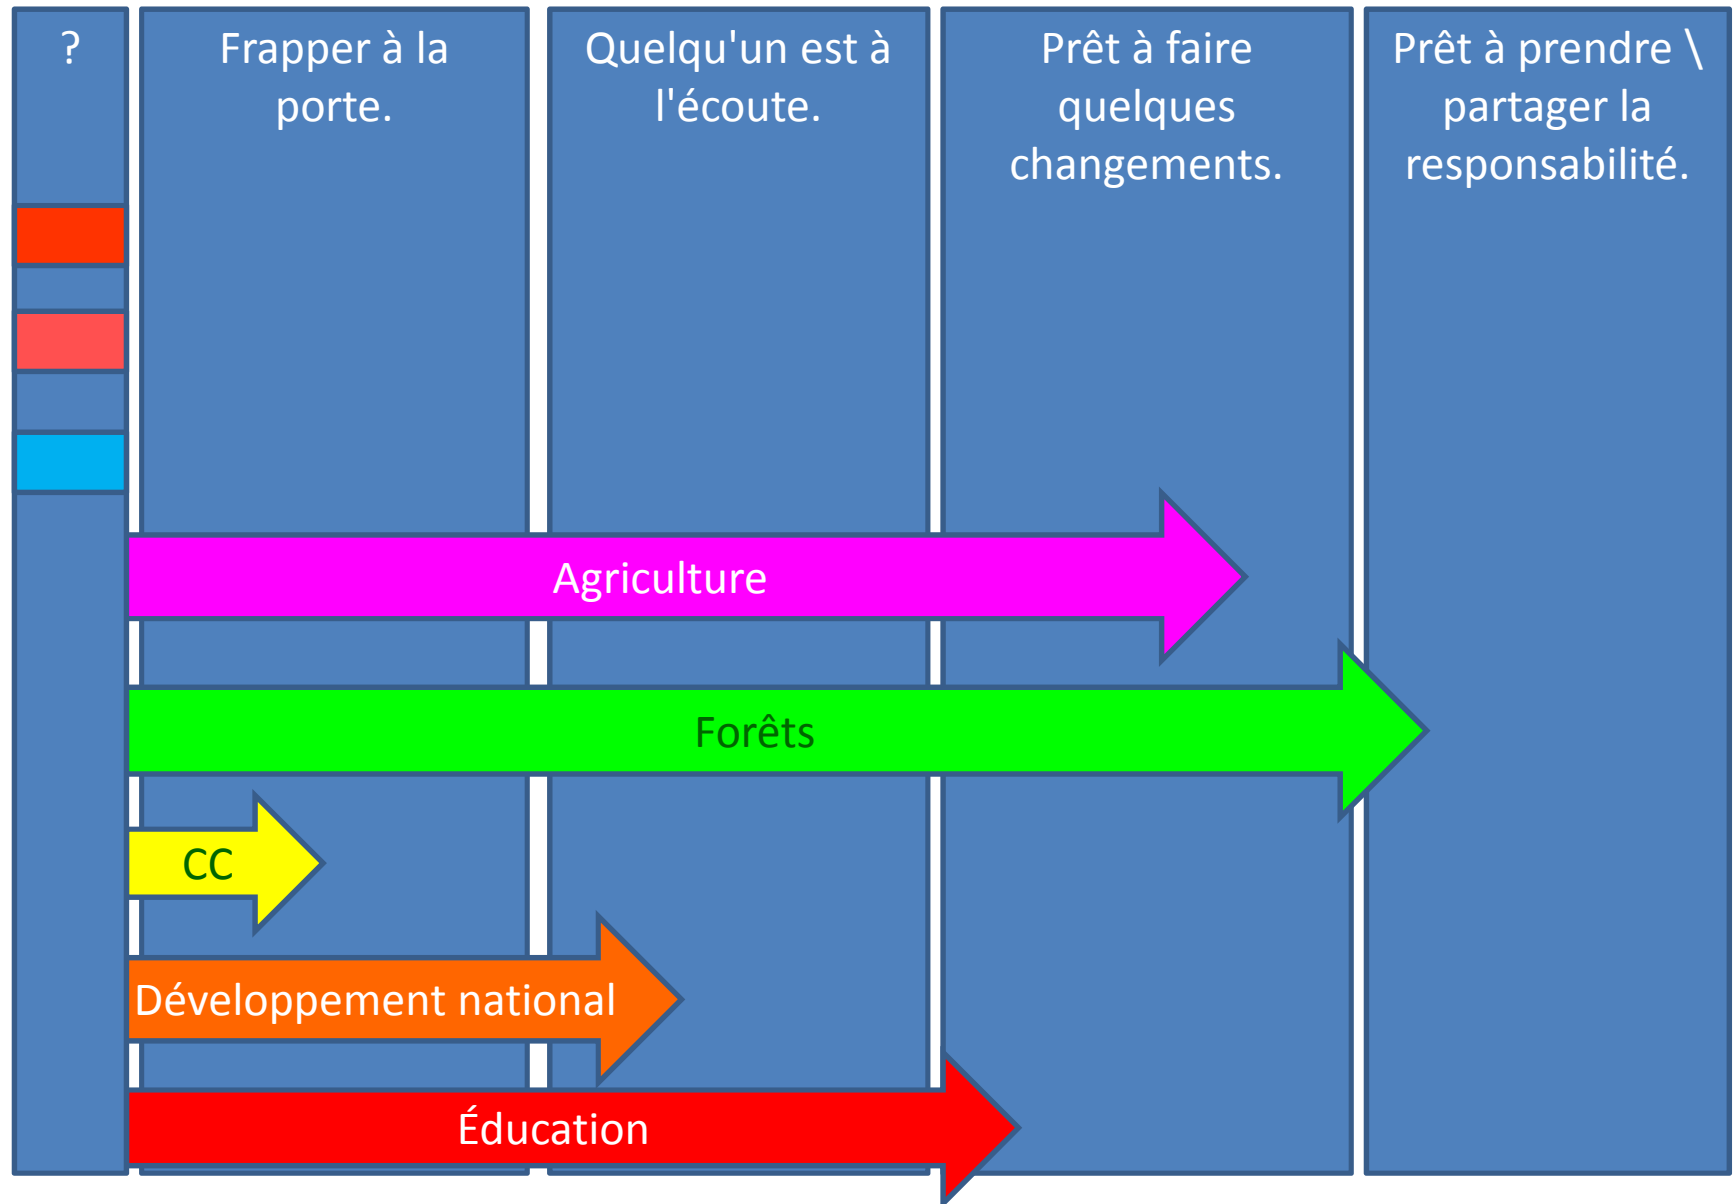 ?
Frapper à la
porte.
Quelqu'un est à
l'écoute.
Prêt à faire
quelques
changements.
Prêt à prendre \
partager la
responsabilité.
Agriculture
Forêts
CC
Développement national
Éducation